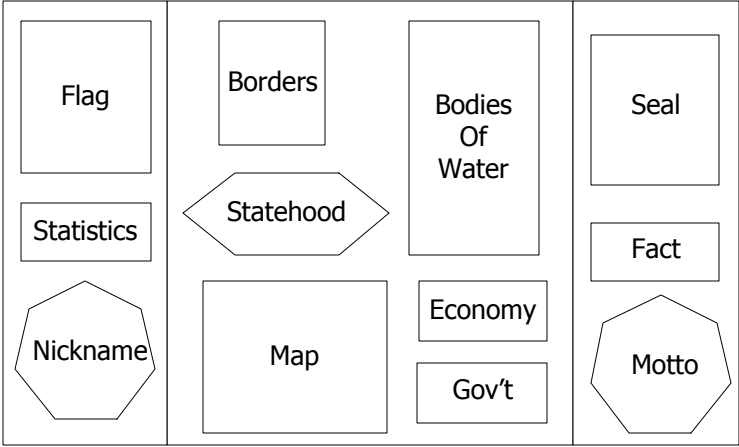 Flag
Statistics
Nickname
Borders
Statehood
Map
Bodies
Of
Water
Economy
Gov't
Seal
Fact
Motto